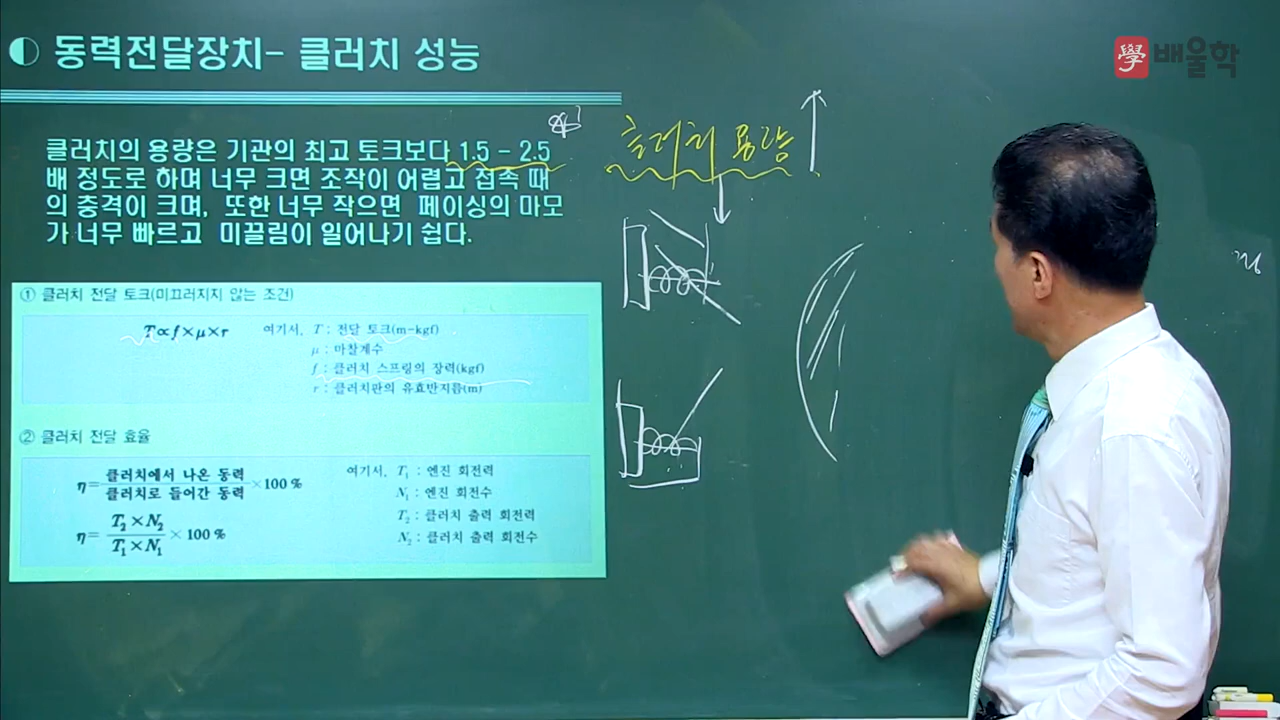 동력전달장치- 클러치 성능
學 배울학
클러치의 용량은 기관의 최고 토크보다 1.5 - 2.5
배 정도로 하며 너무 크면 조작이 어렵고 접속 때
의 충격이 크며, 또한 너무 작으면 페이싱의 마모
가 너무 빠르고 미끌림이 일어나기 쉽다.
클러치 용량
① 클러치 전달 토크(미끄러지지 않는 조건)
T∝f×μ×r 여기서, T : 전달 토크(m-kgf)
μ : 마찰계수
f : 클러치 스프링의 장력(kgf)
r : 클러치판의 유효반지름(m)
② 클러치 전달 효율
η= 클러치에서 나온 동력 / 클러치로 들어간 동력 ×100 %
η= T₂×N₂ / T₁×N₁ ×100 %
여기서, T₁ : 엔진 회전력
N₁ : 엔진 회전수
T₂ : 클러치 출력 회전력
N₂ : 클러치 출력 회전수